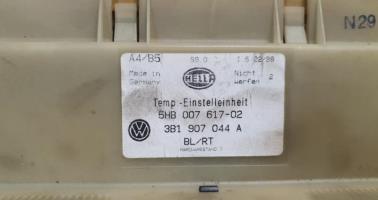 N29
A4/B5
Made in Germany
HELLA
Nicht werfen 2
Temp.-Einstelleinheit
5HB 007 617-02
3B1 907 044 A
BL/RT